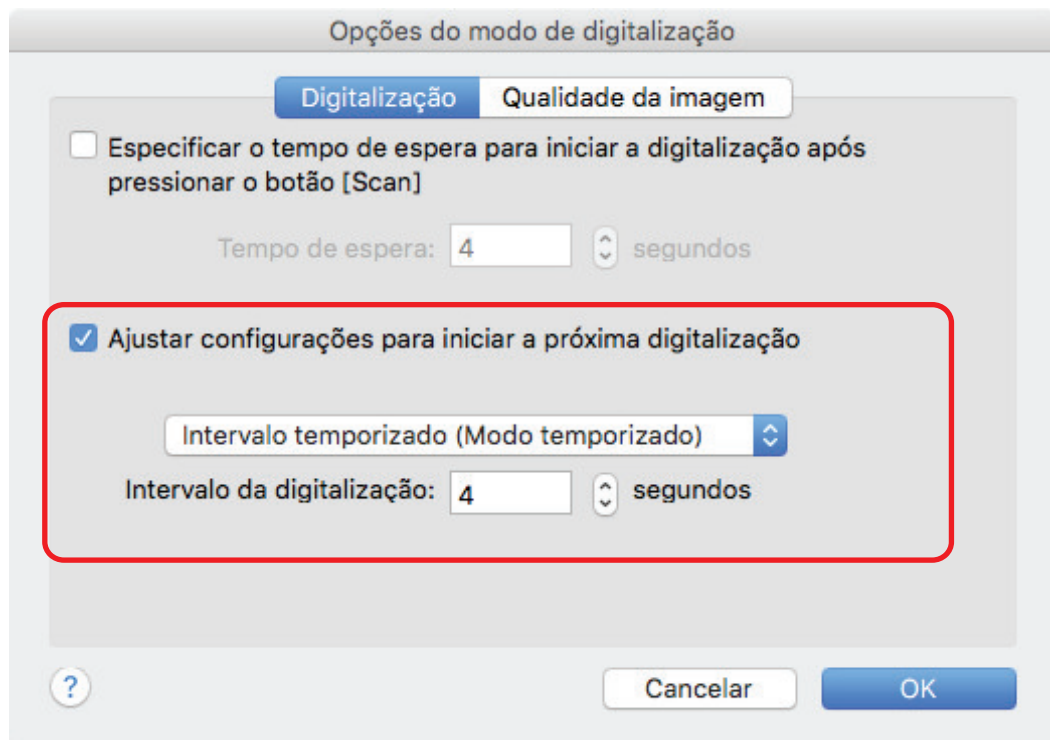 Opções do modo de digitalização
Digitalização Qualidade da imagem
Especificar o tempo de espera para iniciar a digitalização após
pressionar o botão [Scan]
Tempo de espera: 4 segundos
Ajustar configurações para iniciar a próxima digitalização
Intervalo temporizado (Modo temporizado)
Intervalo da digitalização: 4 segundos
? Cancelar OK